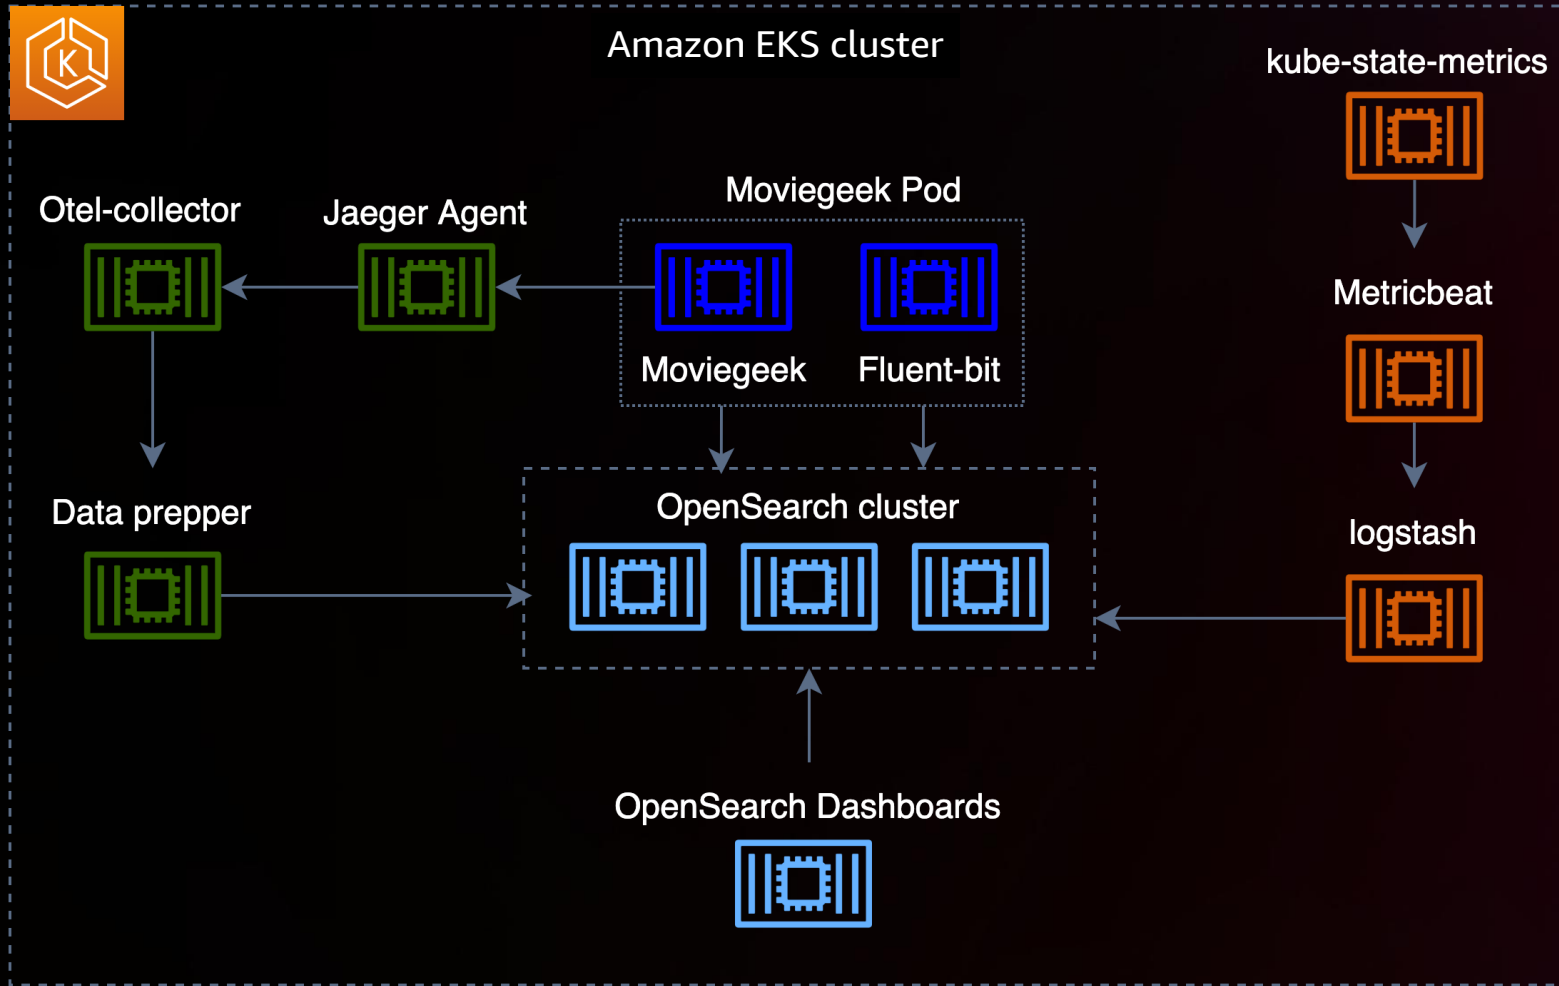 Amazon EKS cluster
K
kube-state-metrics
Moviegeek Pod
Otel-collector
Jaeger Agent
Metricbeat
Moviegeek
Fluent-bit
OpenSearch cluster
Data prepper
logstash
OpenSearch Dashboards